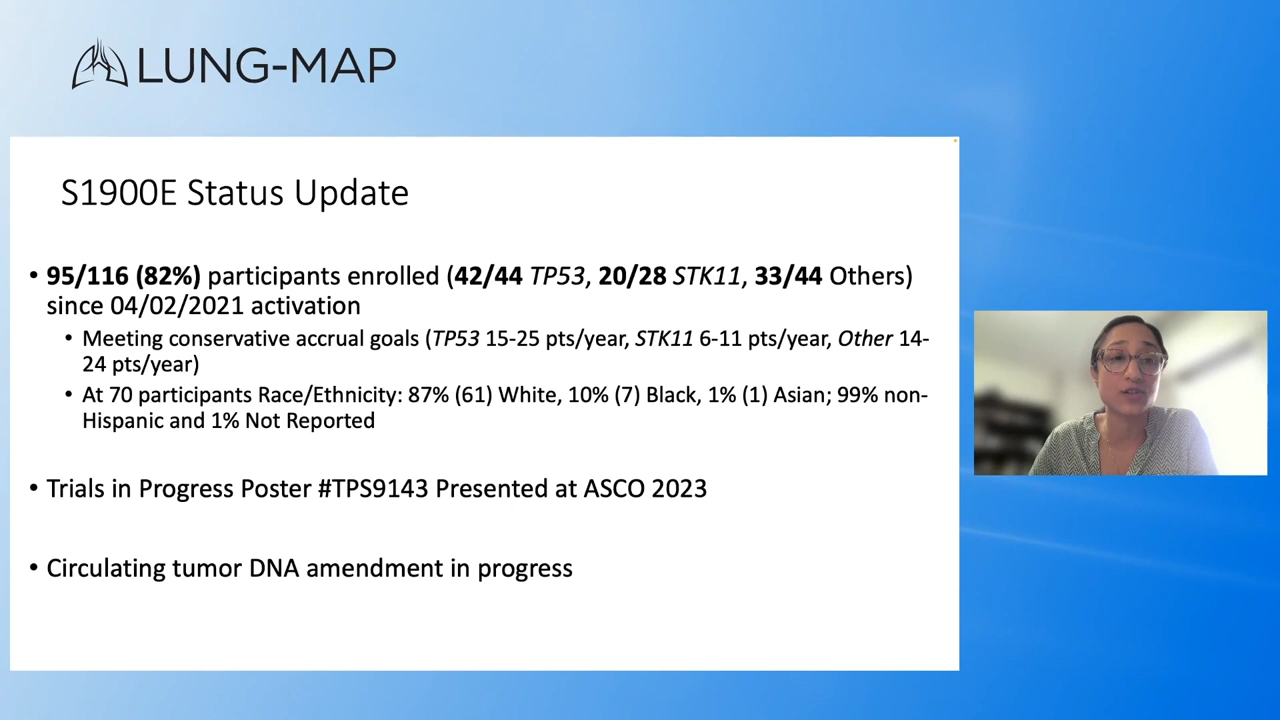 LUNG-MAP
S1900E Status Update
• 95/116 (82%) participants enrolled (42/44 TP53, 20/28 STK11, 33/44 Others)
since 04/02/2021 activation
• Meeting conservative accrual goals (TP53 15-25 pts/year, STK11 6-11 pts/year, Other 14-
24 pts/year)
• At 70 participants Race/Ethnicity: 87% (61) White, 10% (7) Black, 1% (1) Asian; 99% non-
Hispanic and 1% Not Reported
• Trials in Progress Poster #TPS9143 Presented at ASCO 2023
• Circulating tumor DNA amendment in progress